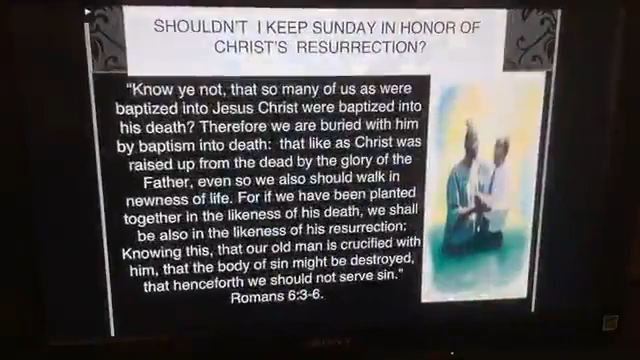 SHOULDN'T I KEEP SUNDAY IN HONOR OF
CHRIST'S RESURRECTION?
"Know ye not, that so many of us as were
baptized into Jesus Christ were baptized into
his death? Therefore we are buried with him
by baptism into death: that like as Christ was
raised up from the dead by the glory of the
Father, even so we also should walk in
newness of life. For if we have been planted
together in the likeness of his death, we shall
be also in the likeness of his resurrection:
Knowing this, that our old man is crucified with
him, that the body of sin might be destroyed,
that henceforth we should not serve sin."
Romans 6:3-6.